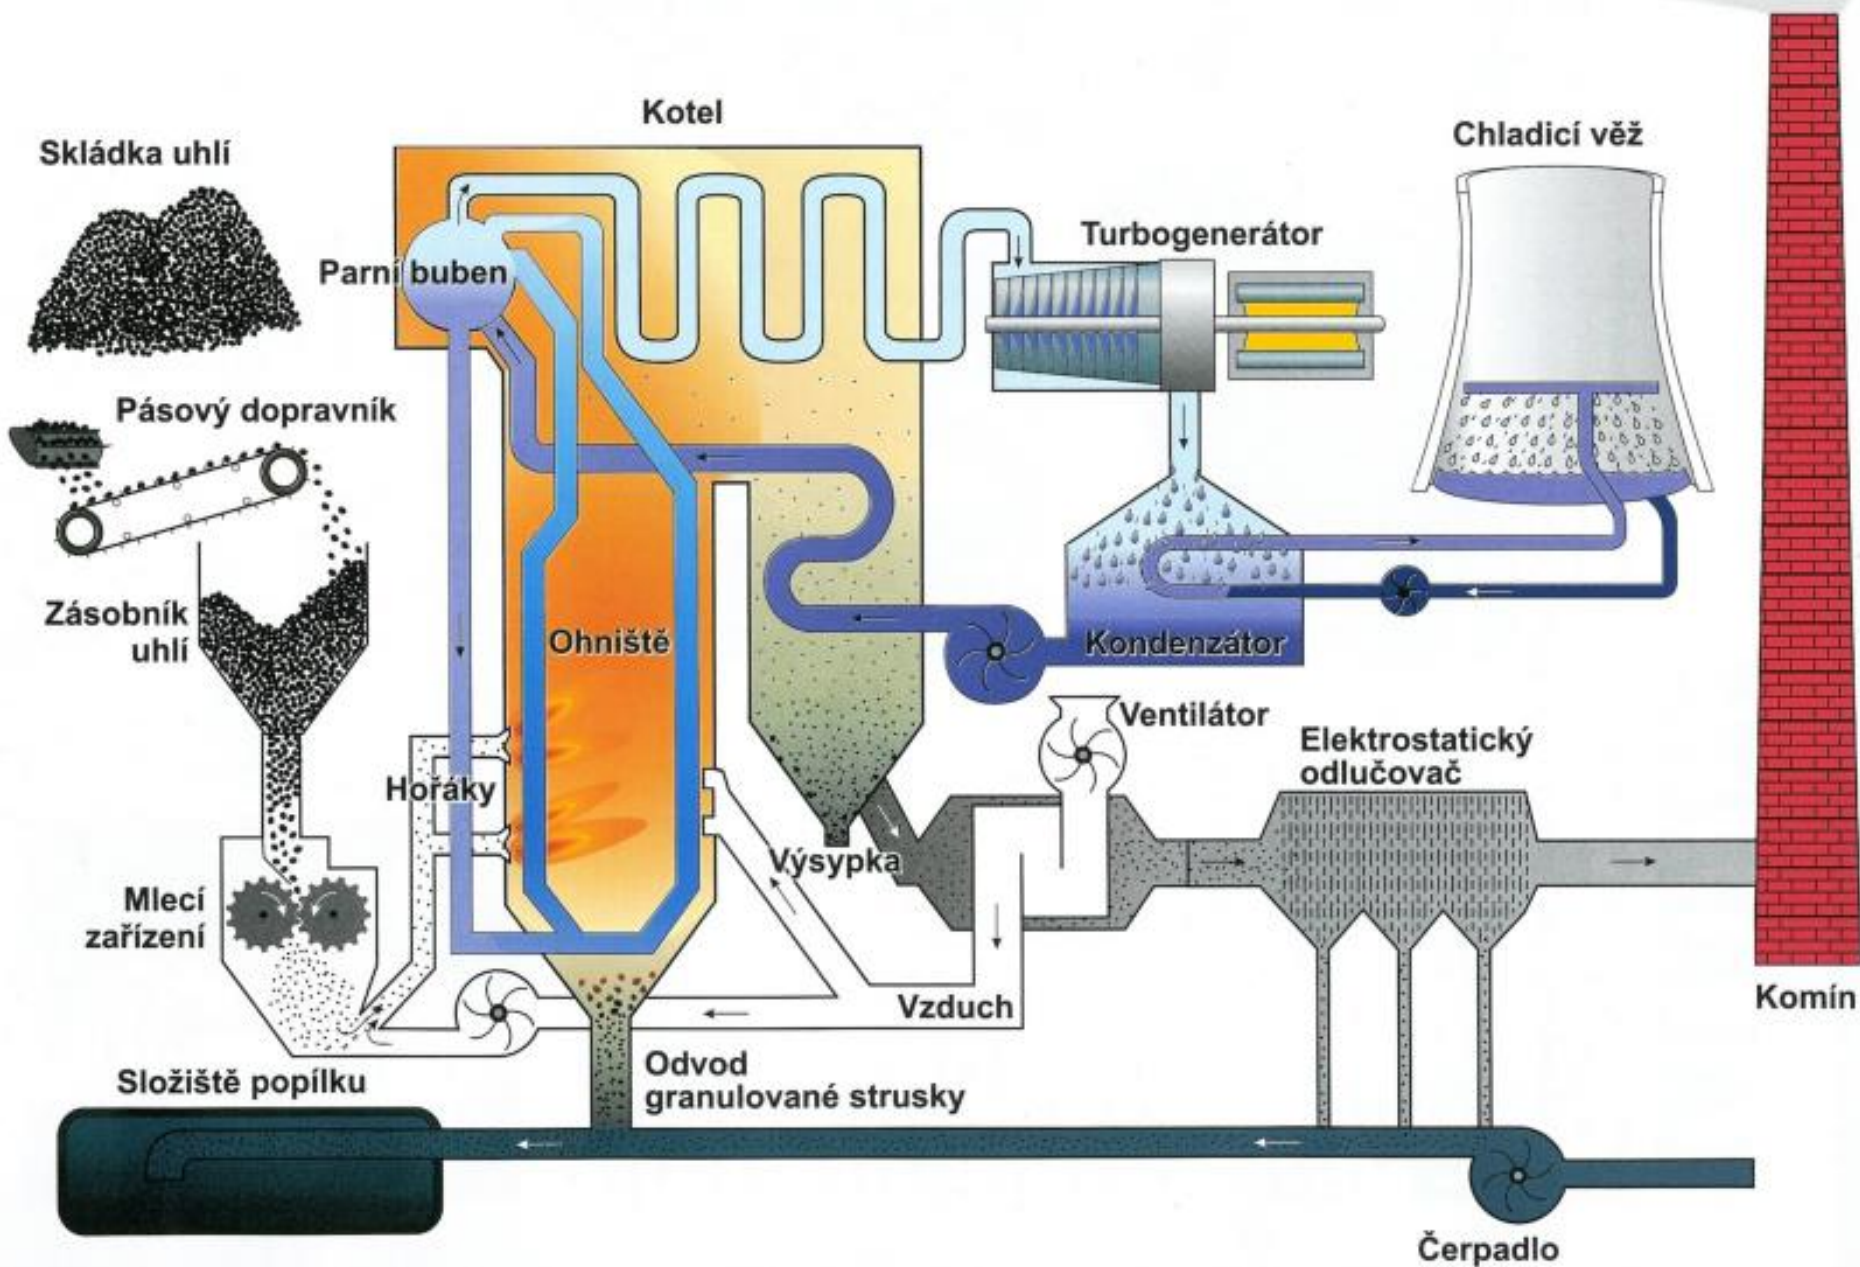 Kotel
Skládka uhlí
Chladicí věž
Turbogenerátor
Parní buben
Pásový dopravník
Zásobník
uhlí
Ohniště
Kondenzátor
Ventilátor
Elektrostatický
odlučovač
Hořáky
Výsypka
Mlecí
zařízení
Vzduch
Komín
Složiště popílku
Odvod
granulované strusky
Čerpadlo